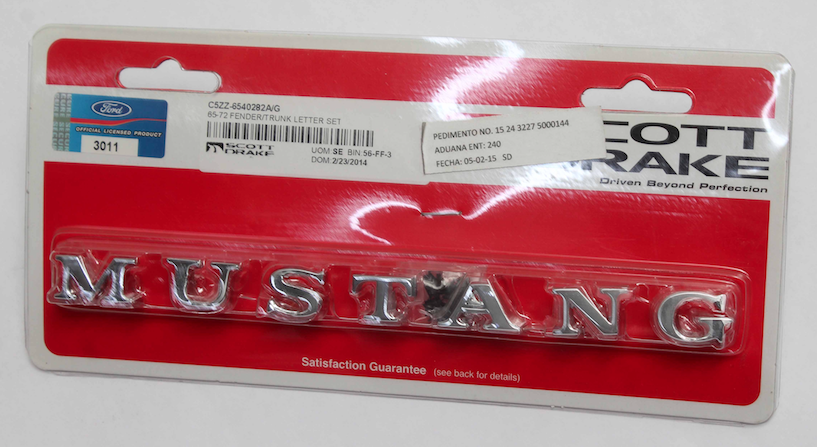 Ford
OFFICIAL LICENSED PRODUCT
3011
C5ZZ-6540282A/G
65-72 FENDER/TRUNK LETTER SET
SCOTT
DRAKE
UOM: SE BIN: 56-FF-3
DOM: 2/23/2014
PEDIMENTO NO. 15 24 3227 5000144
ADUANA ENT: 240
FECHA: 05-02-15 SD
COTT
RAKE
Driven Beyond Perfection
MUSTANG
Satisfaction Guarantee (see back for details)